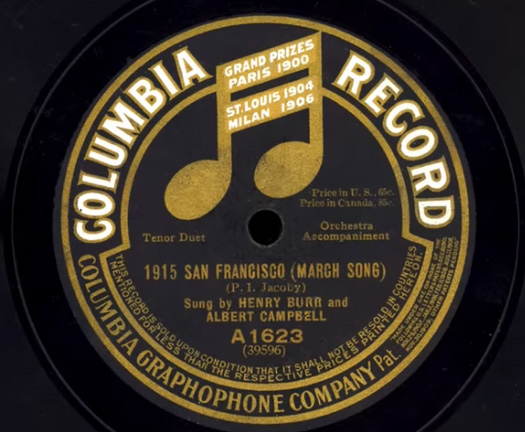 COLUMBIA RECORD
GRAND PRIZES
PARIS 1900
ST. LOUIS 1904
MILAN 1906
Price in U. S., 65c.
Price in Canada, 85c.
Tenor Duet
Orchestra
Accompaniment
1915 SAN FRANCISCO (MARCH SONG)
(P. I. Jacoby)
Sung by HENRY BURR and
ALBERT CAMPBELL
A1623
(39596)
THIS RECORD IS SOLD UPON CONDITION THAT IT SHALL NOT BE RESOLD IN COUNTRIES
MENTIONED FOR LESS THAN THE RESPECTIVE PRICES PRINTED HEREON.
COLUMBIA GRAPHOPHONE COMPANY Pat.